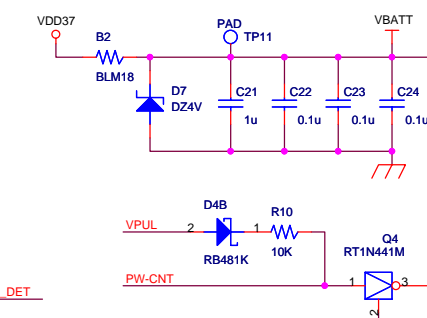 VDD37
PAD
VBATT
B2
TP11
BLM18
D7
DZ4V
C21
C22
C23
C24
1u
0.1u
0.1u
0.1u
D4B
R10
VPUL
2
1
RB481K
10K
Q4
RT1N441M
PW-CNT
1
3
_DET
2